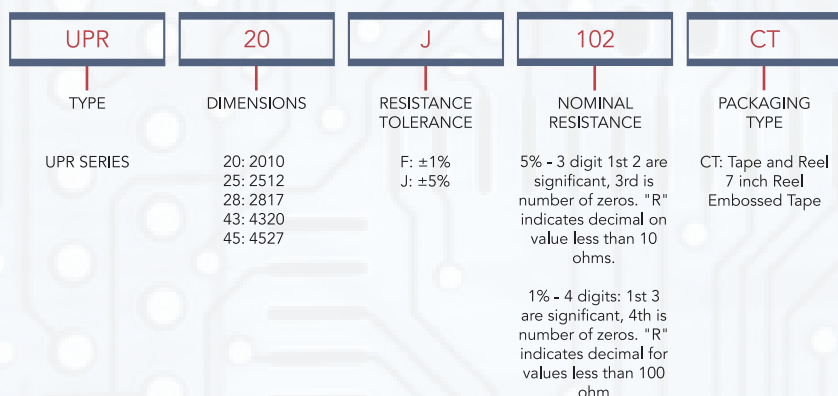 UPR 20 J 102 CT
TYPE DIMENSIONS RESISTANCE TOLERANCE NOMINAL RESISTANCE PACKAGING TYPE
UPR SERIES
20: 2010
25: 2512
28: 2817
43: 4320
45: 4527
F: ±1%
J: ±5%
5% - 3 digit 1st 2 are
significant, 3rd is
number of zeros. "R"
indicates decimal on
value less than 10
ohms.
1% - 4 digits: 1st 3
are significant, 4th is
number of zeros. "R"
indicates decimal for
values less than 100
ohm
CT: Tape and Reel
7 inch Reel
Embossed Tape